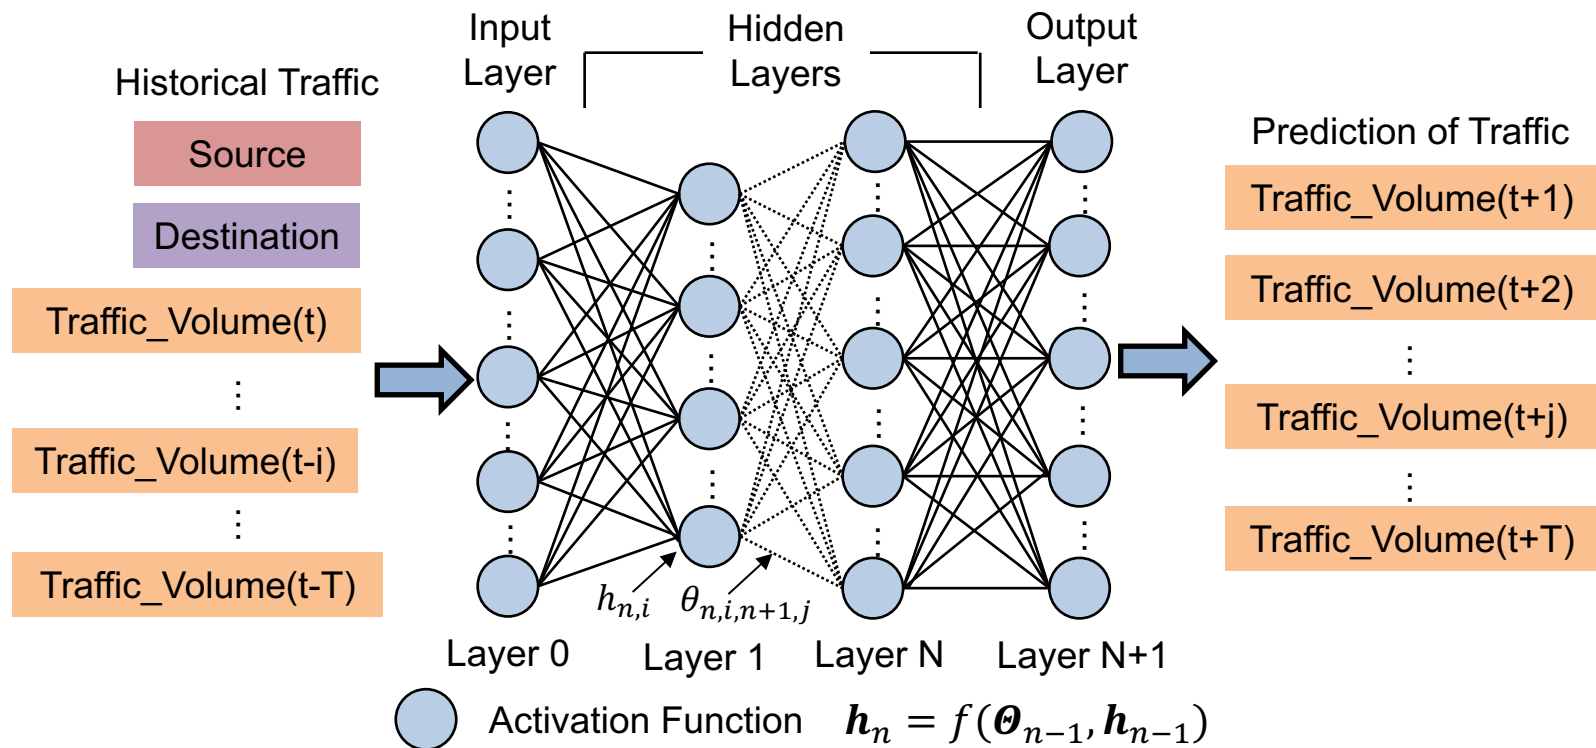 Historical Traffic
Source
Destination
Traffic_Volume(t)
⋮
Traffic_Volume(t-i)
⋮
Traffic_Volume(t-T)
Input
Layer
Hidden
Layers
Output
Layer
h_{n,i}
θ_{n,i,n+1,j}
Layer 0
Layer 1
Layer N
Layer N+1
Activation Function
𝒉_n = f(𝜣_{n−1}, 𝒉_{n−1})
Prediction of Traffic
Traffic_Volume(t+1)
Traffic_Volume(t+2)
⋮
Traffic_Volume(t+j)
⋮
Traffic_Volume(t+T)